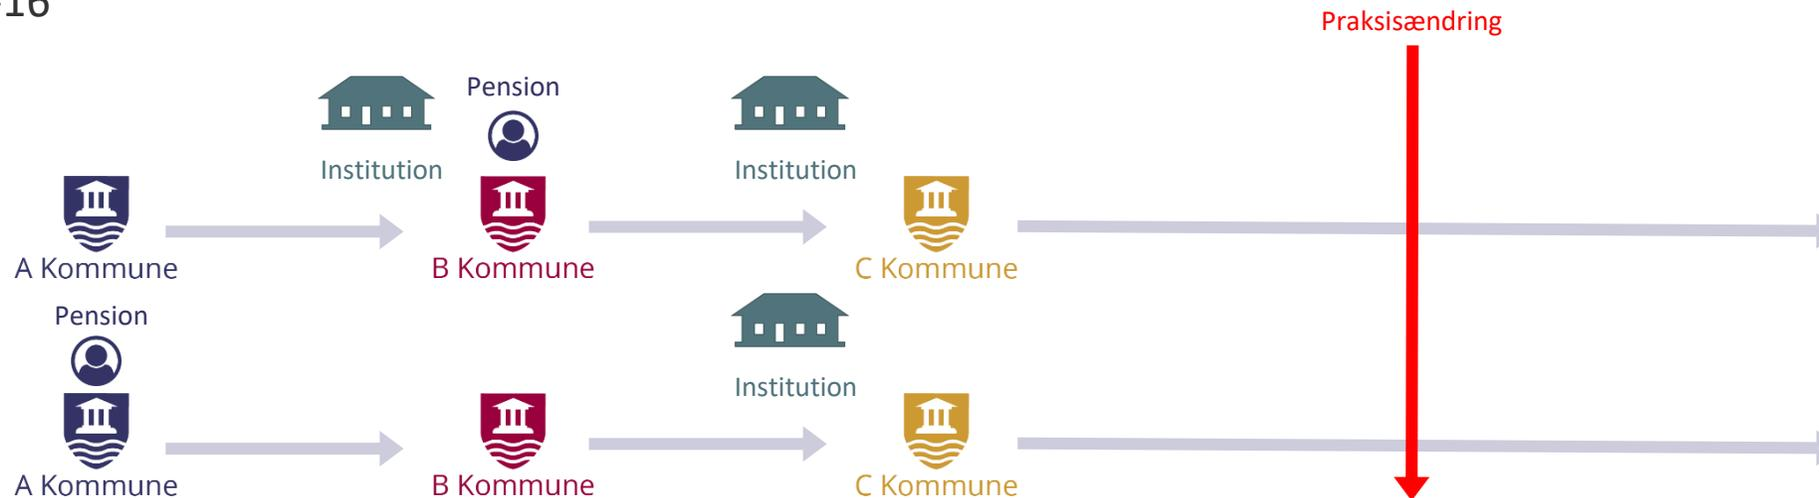 Praksisændring
Pension
Institution
Institution
A Kommune
B Kommune
C Kommune
Pension
Institution
A Kommune
B Kommune
C Kommune